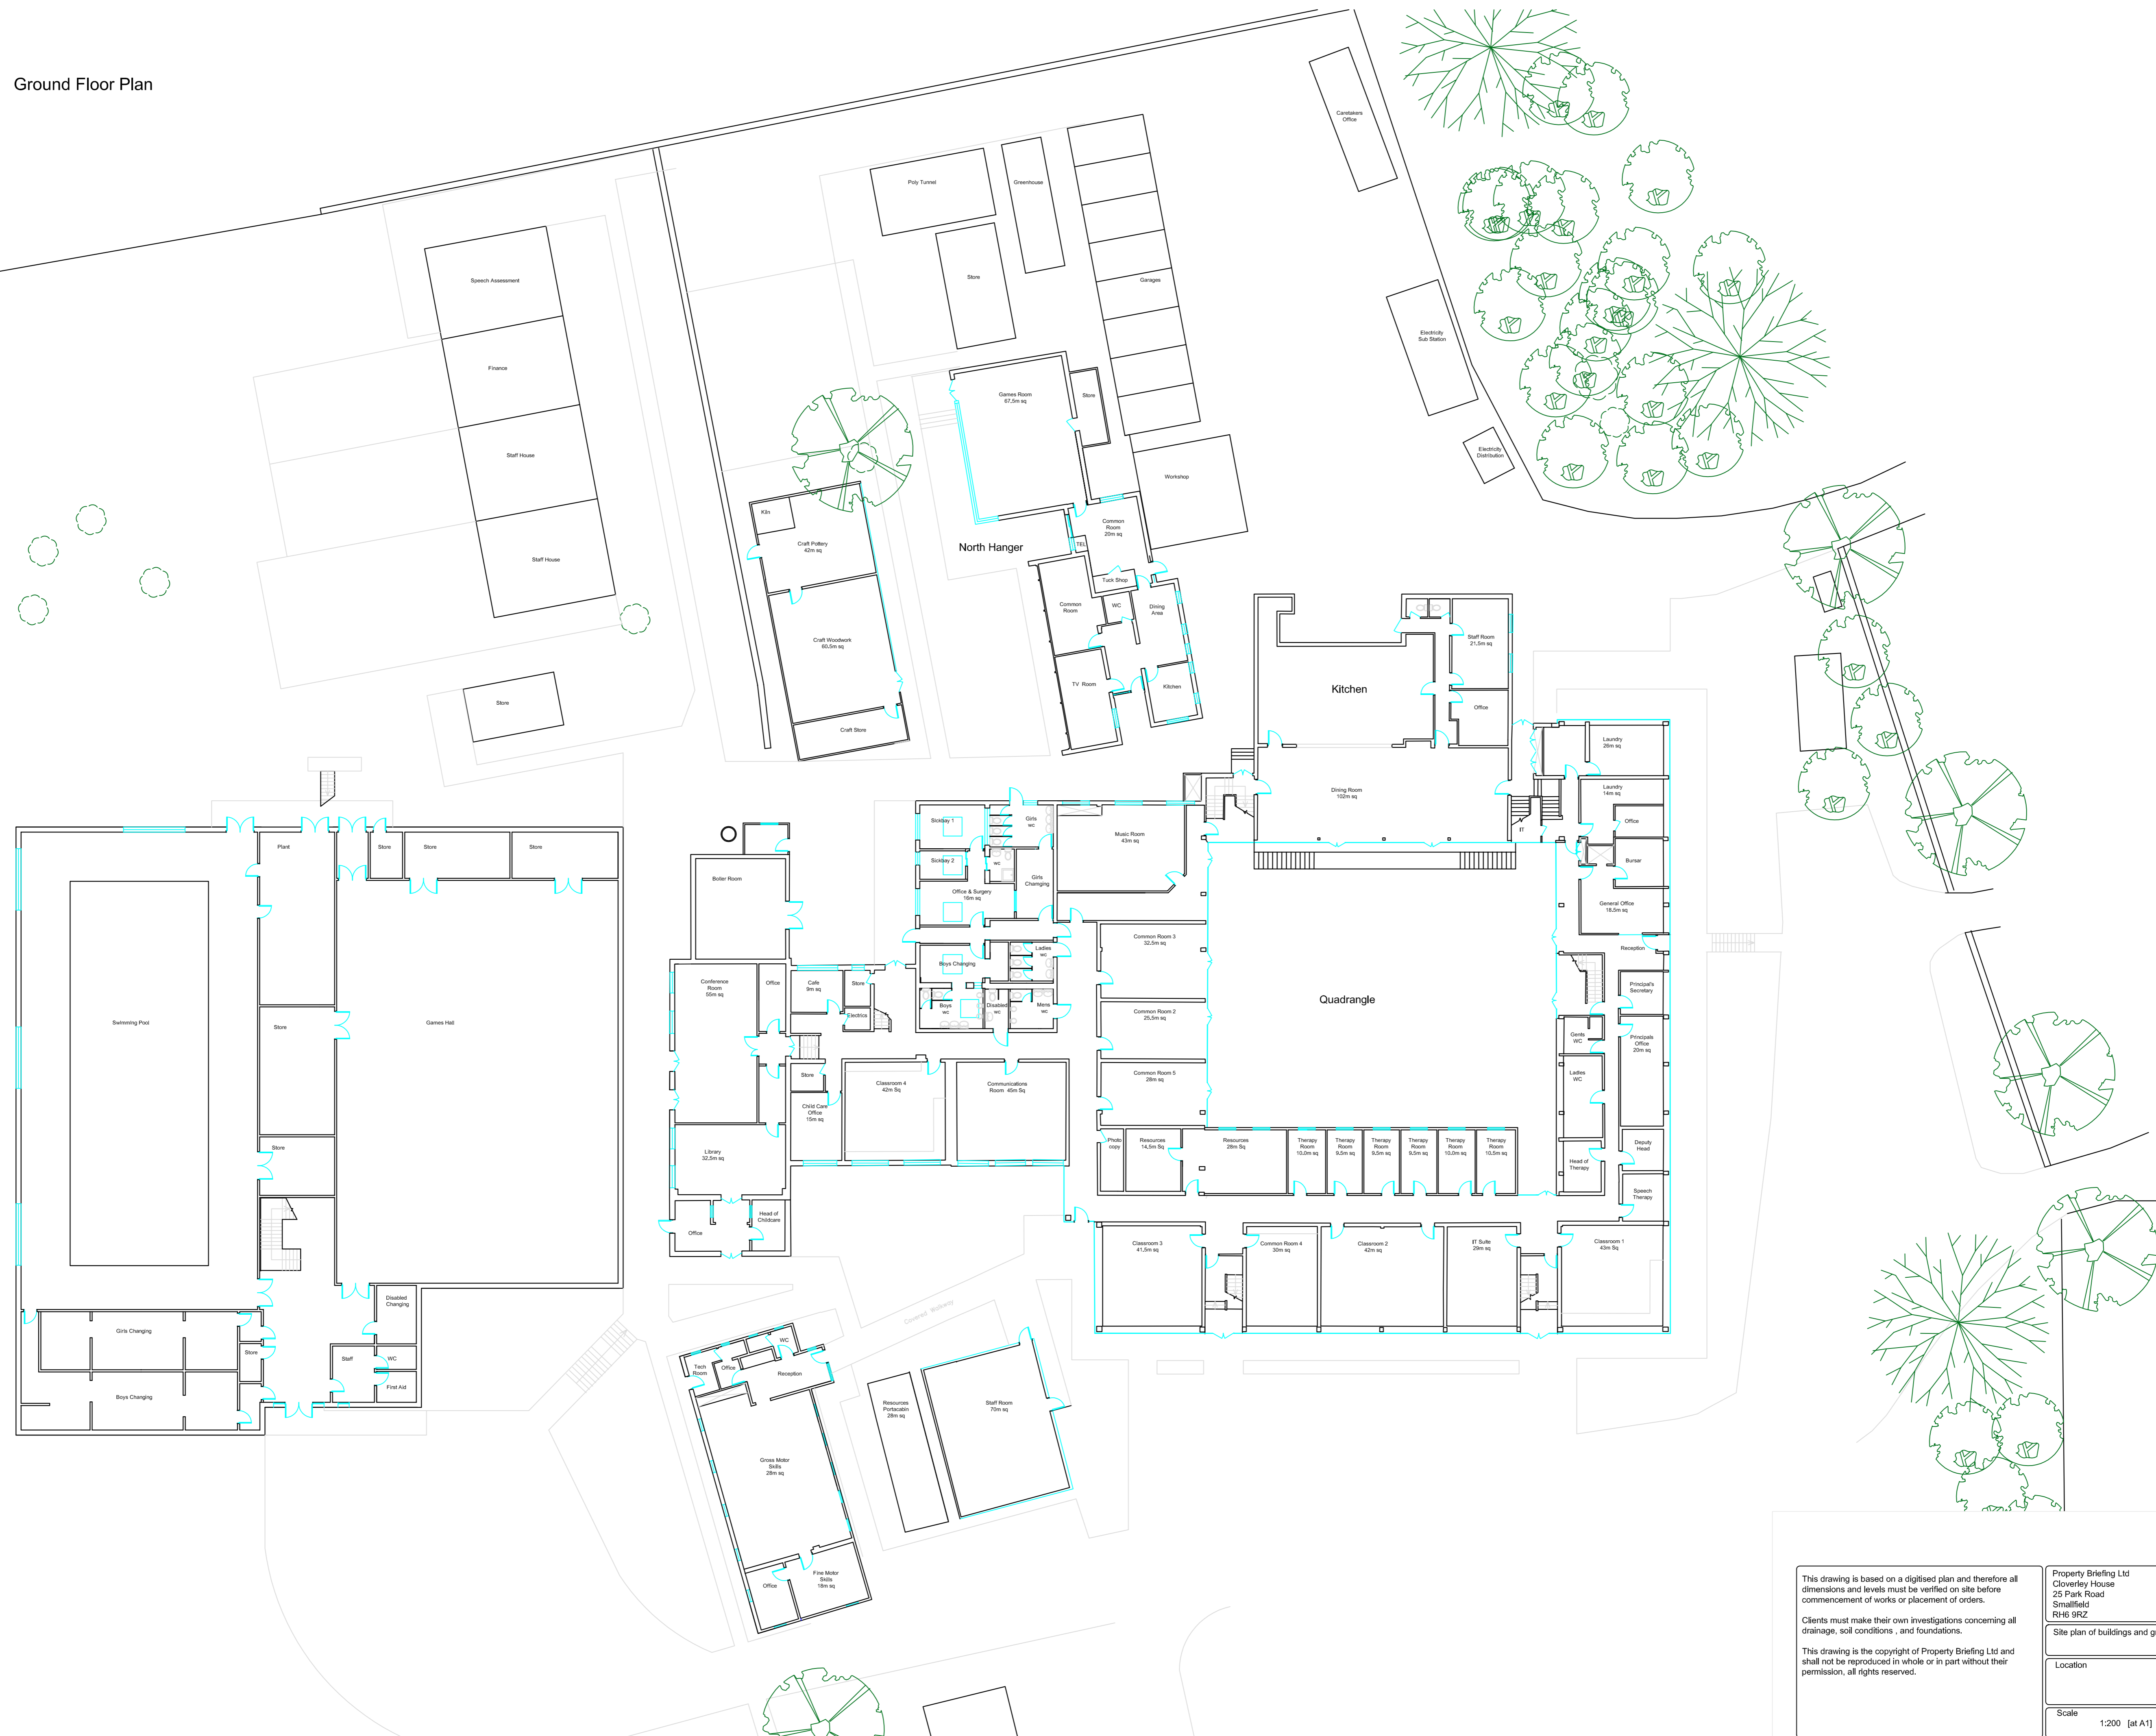 Ground Floor Plan
Caretakers
Office
Poly Tunnel
Greenhouse
Store
Garages
Speech Assessment
Finance
Staff House
Staff House
Store
Electricity
Sub Station
Electricity
Distribution
Games Room
67,5m sq
Store
Workshop
Kiln
Craft Pottery
42m sq
North Hanger
Common
Room
20m sq
TEL
Tuck Shop
Common
Room
WC
Dining
Area
Craft Woodwork
60,5m sq
TV Room
Kitchen
Craft Store
Kitchen
Staff Room
21,5m sq
Office
Laundry
26m sq
Laundry
14m sq
Office
Dining Room
102m sq
IT
Bursar
General Office
18,5m sq
Reception
Principal's
Secretary
Principals
Office
20m sq
Gents
WC
Ladies
WC
Head of
Therapy
Deputy
Head
Speech
Therapy
Plant
Store
Store
Store
Swimming Pool
Store
Games Hall
Store
Disabled
Changing
Girls Changing
Store
Staff
WC
First Aid
Boys Changing
Boiler Room
Sickbay 1
Girls
wc
Sickbay 2
wc
Girls
Chamging
Office & Surgery
16m sq
Music Room
43m sq
Ladies
wc
Boys Changing
Boys
wc
Disabled
wc
Mens
wc
Conference
Room
55m sq
Office
Cafe
9m sq
Store
Electrics
Store
Child Care
Office
15m sq
Classroom 4
42m Sq
Communications
Room 45m Sq
Library
32,5m sq
Office
Head of
Childcare
Common Room 3
32,5m sq
Common Room 2
25,5m sq
Common Room 5
28m sq
Quadrangle
Photo
copy
Resources
14,5m Sq
Resources
28m Sq
Therapy
Room
10,0m sq
Therapy
Room
9,5m sq
Therapy
Room
9,5m sq
Therapy
Room
9,5m sq
Therapy
Room
10,0m sq
Therapy
Room
10,5m sq
Classroom 3
41,5m sq
Common Room 4
30m sq
Classroom 2
42m sq
IT Suite
29m sq
Classroom 1
43m Sq
Covered Walkway
Tech
Room
Office
WC
Reception
Resources
Portacabin
28m sq
Staff Room
70m sq
Gross Motor
Skills
28m sq
Office
Fine Motor
Skills
18m sq
This drawing is based on a digitised plan and therefore all
dimensions and levels must be verified on site before
commencement of works or placement of orders.
Clients must make their own investigations concerning all
drainage, soil conditions , and foundations.
This drawing is the copyright of Property Briefing Ltd and
shall not be reproduced in whole or in part without their
permission, all rights reserved.
Property Briefing Ltd
Cloverley House
25 Park Road
Smallfield
RH6 9RZ
Site plan of buildings and g
Location
Scale
1:200 [at A1]